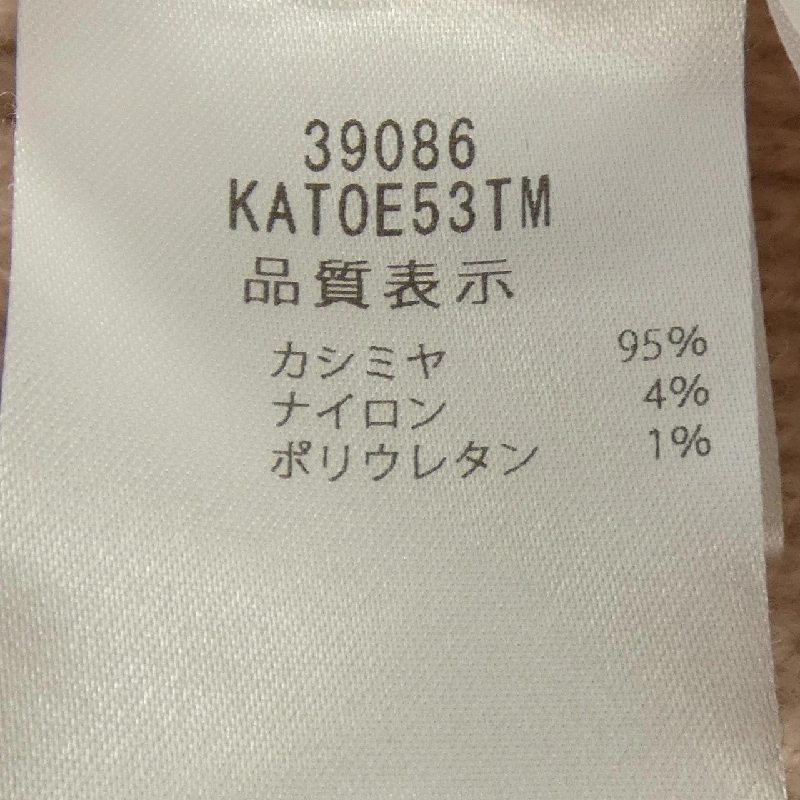 39086
KATOE53TM
品質表示
カシミヤ 95%
ナイロン 4%
ポリウレタン 1%